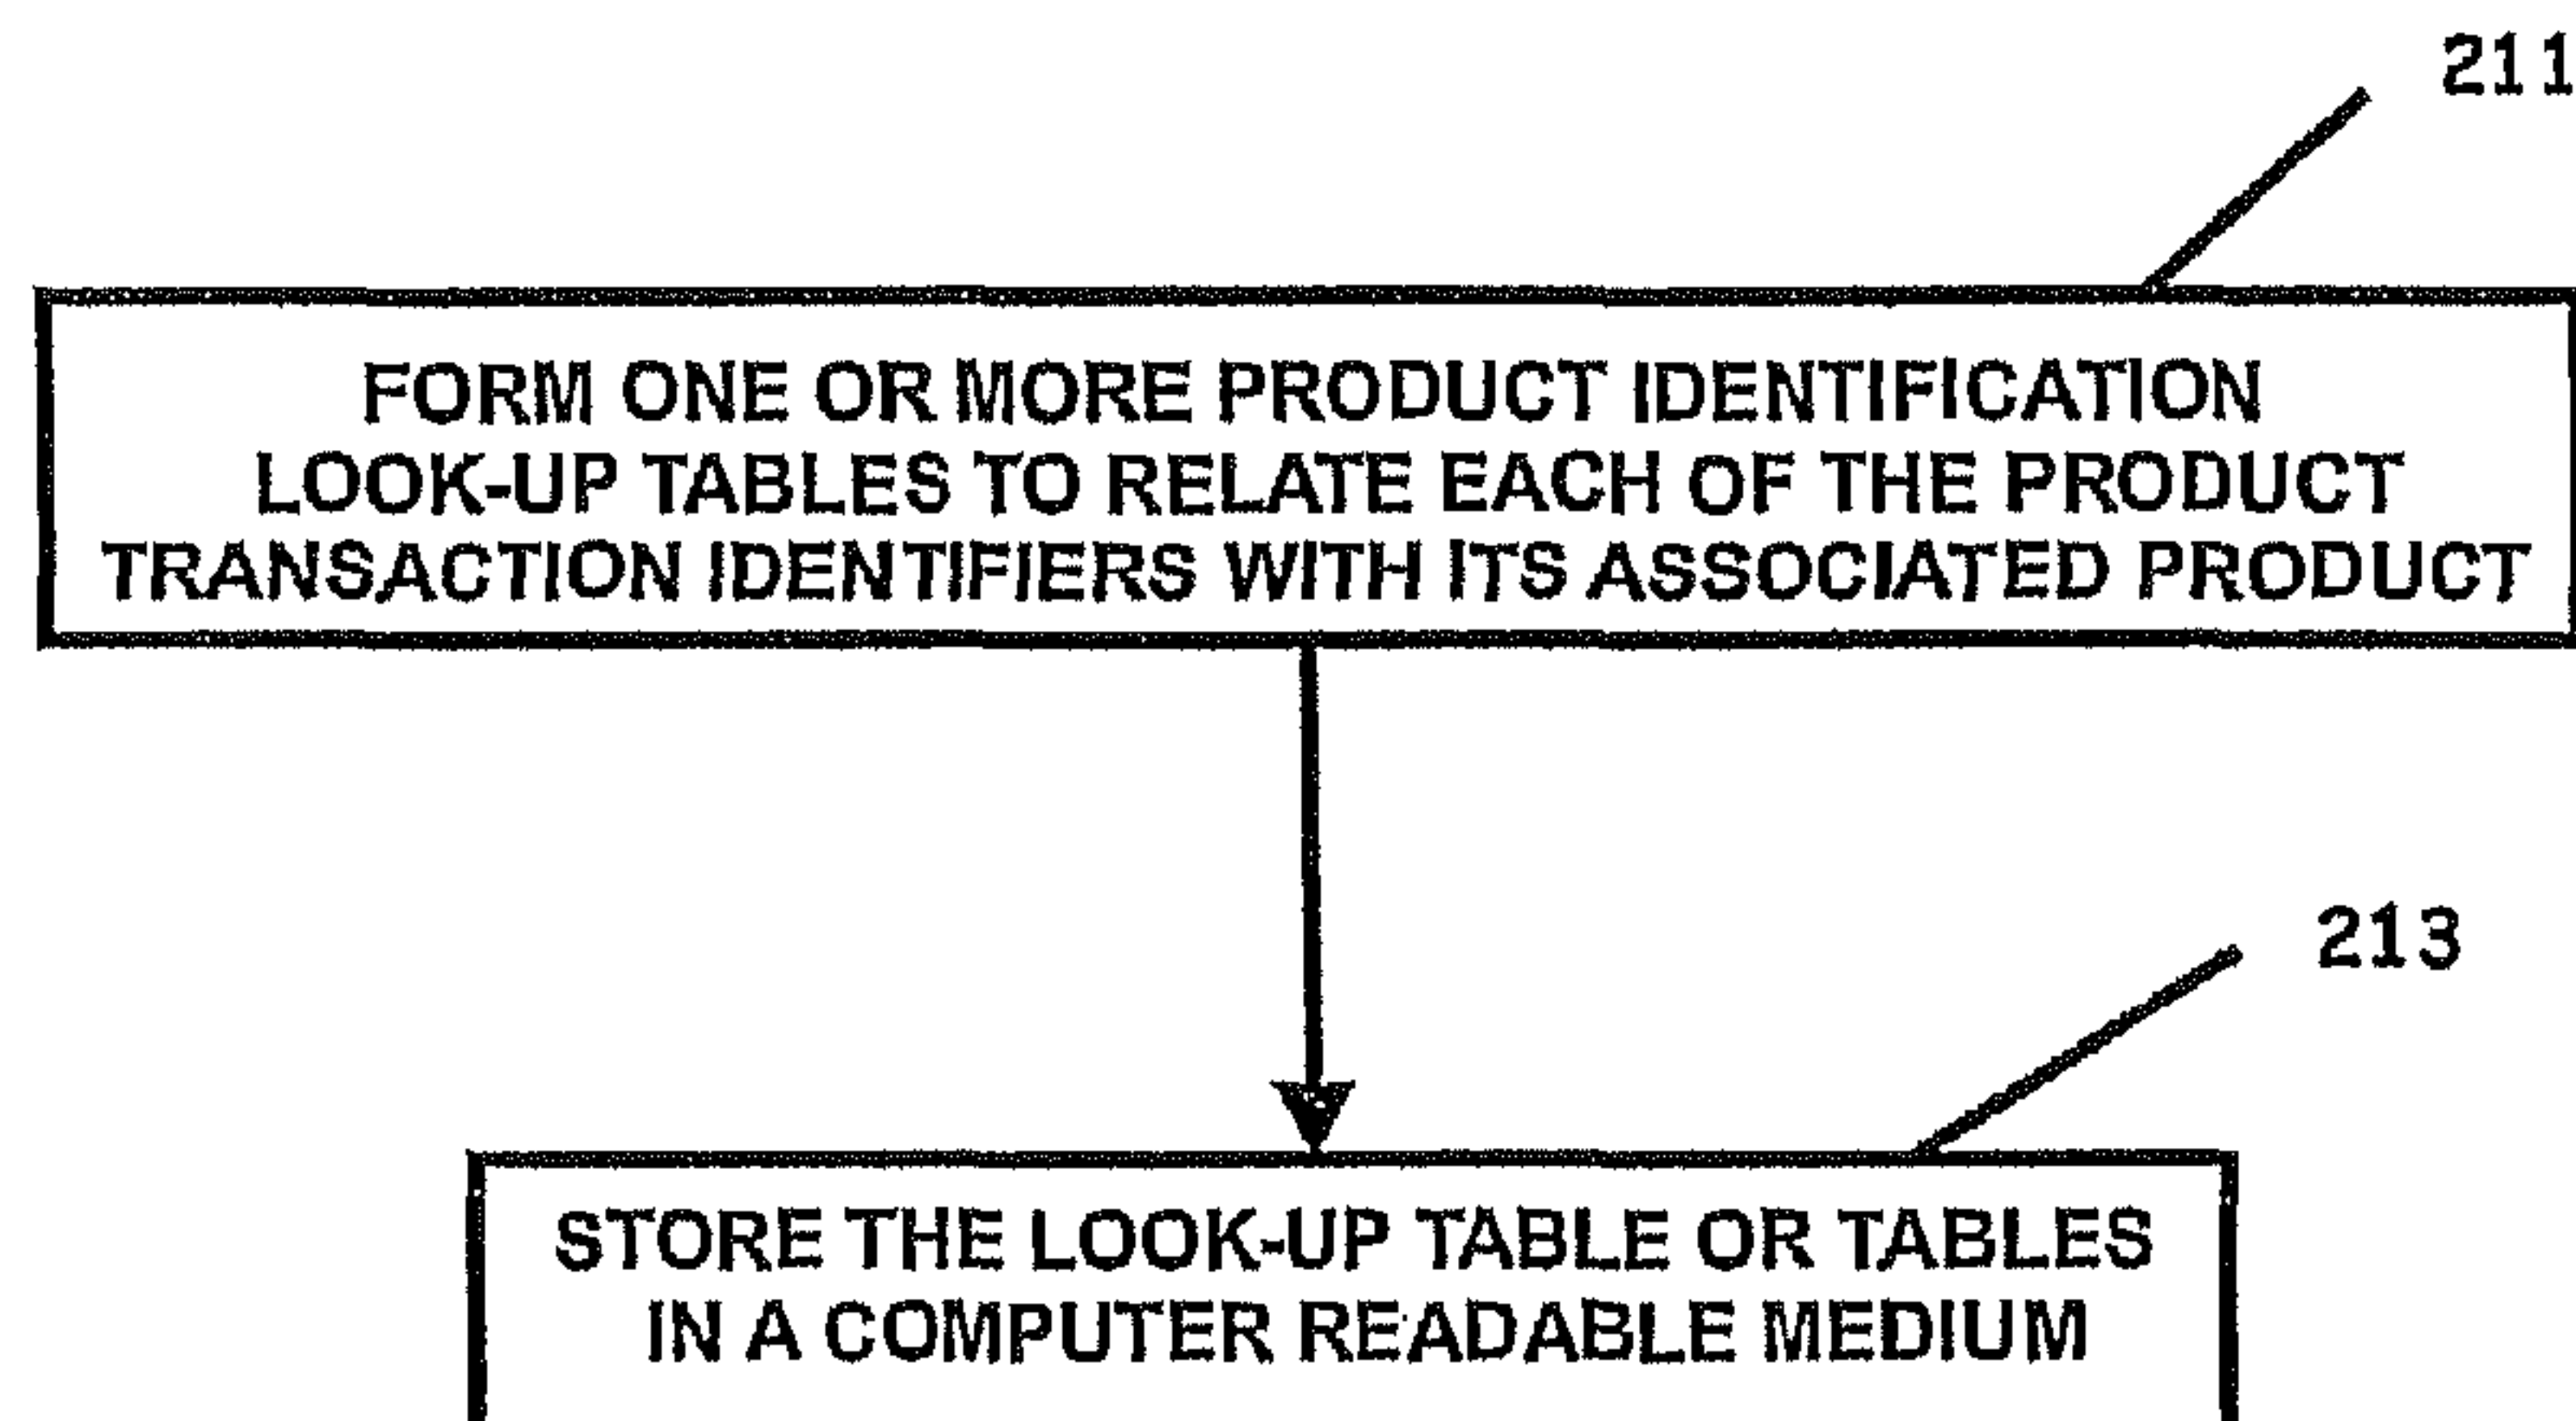 211
FORM ONE OR MORE PRODUCT IDENTIFICATION
LOOK-UP TABLES TO RELATE EACH OF THE PRODUCT
TRANSACTION IDENTIFIERS WITH ITS ASSOCIATED PRODUCT
213
STORE THE LOOK-UP TABLE OR TABLES
IN A COMPUTER READABLE MEDIUM